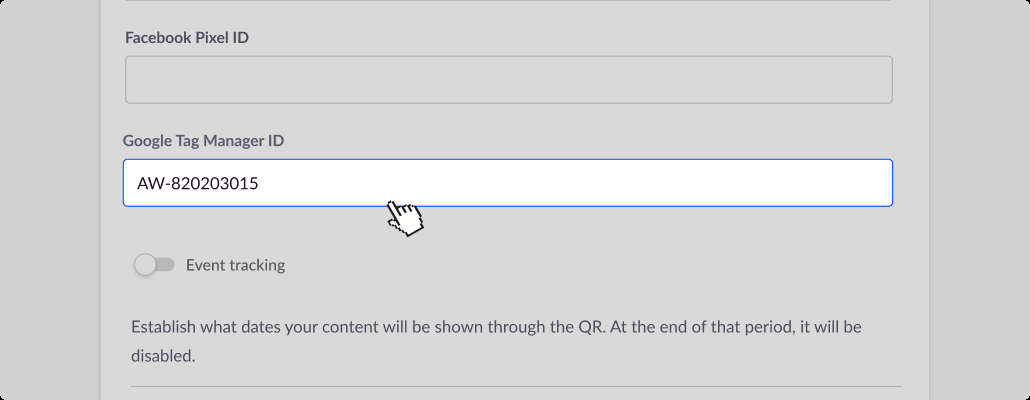 Facebook Pixel ID
Google Tag Manager ID
AW-820203015
Event tracking
Establish what dates your content will be shown through the QR. At the end of that period, it will be
disabled.